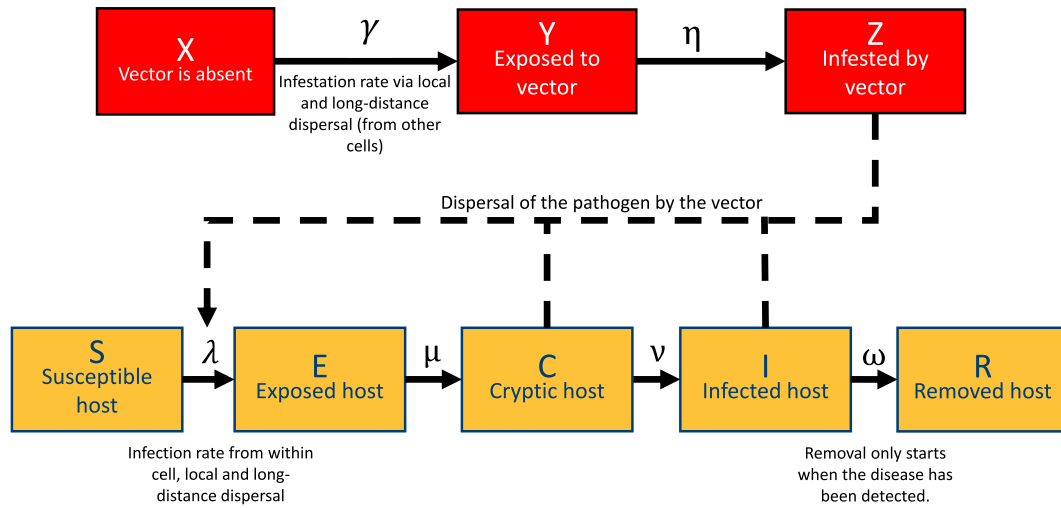 X
Vector is absent
γ
Infestation rate via local
and long-distance
dispersal (from other
cells)
Y
Exposed to
vector
η
Z
Infested by
vector
Dispersal of the pathogen by the vector
S
Susceptible
host
λ
Infection rate from within
cell, local and long-
distance dispersal
E
Exposed host
μ
C
Cryptic host
ν
I
Infected host
ω
Removal only starts
when the disease has
been detected.
R
Removed host